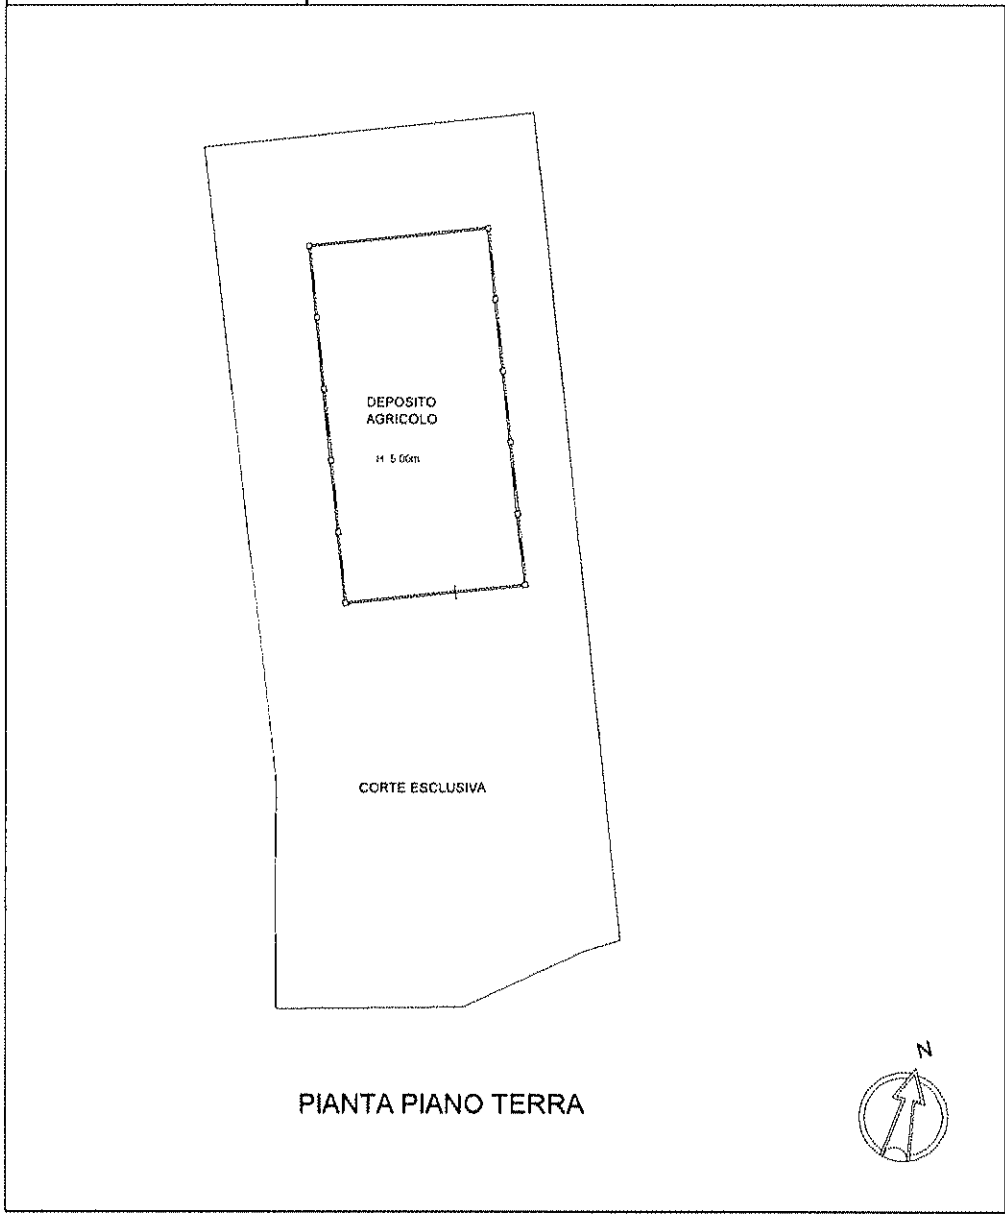 DEPOSITO
AGRICOLO
H 5.00m
CORTE ESCLUSIVA
N
PIANTA PIANO TERRA